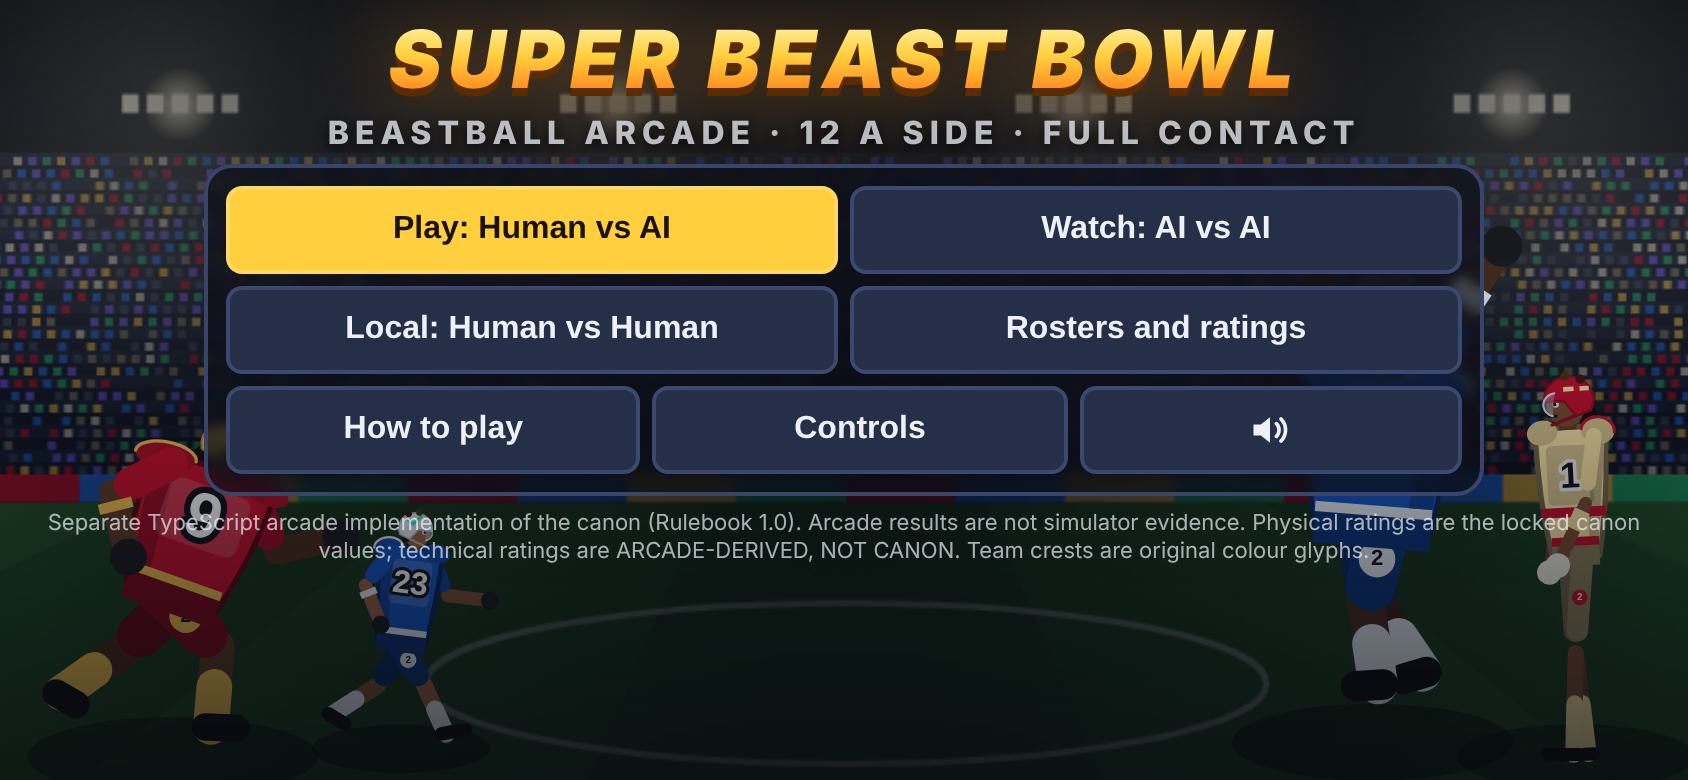 SUPER BEAST BOWL
BEASTBALL ARCADE · 12 A SIDE · FULL CONTACT
Play: Human vs AI
Watch: AI vs AI
Local: Human vs Human
Rosters and ratings
How to play
Controls
Separate TypeScript arcade implementation of the canon (Rulebook 1.0). Arcade results are not simulator evidence. Physical ratings are the locked canon
values; technical ratings are ARCADE-DERIVED, NOT CANON. Team crests are original colour glyphs.
9
23
2
2
1
2